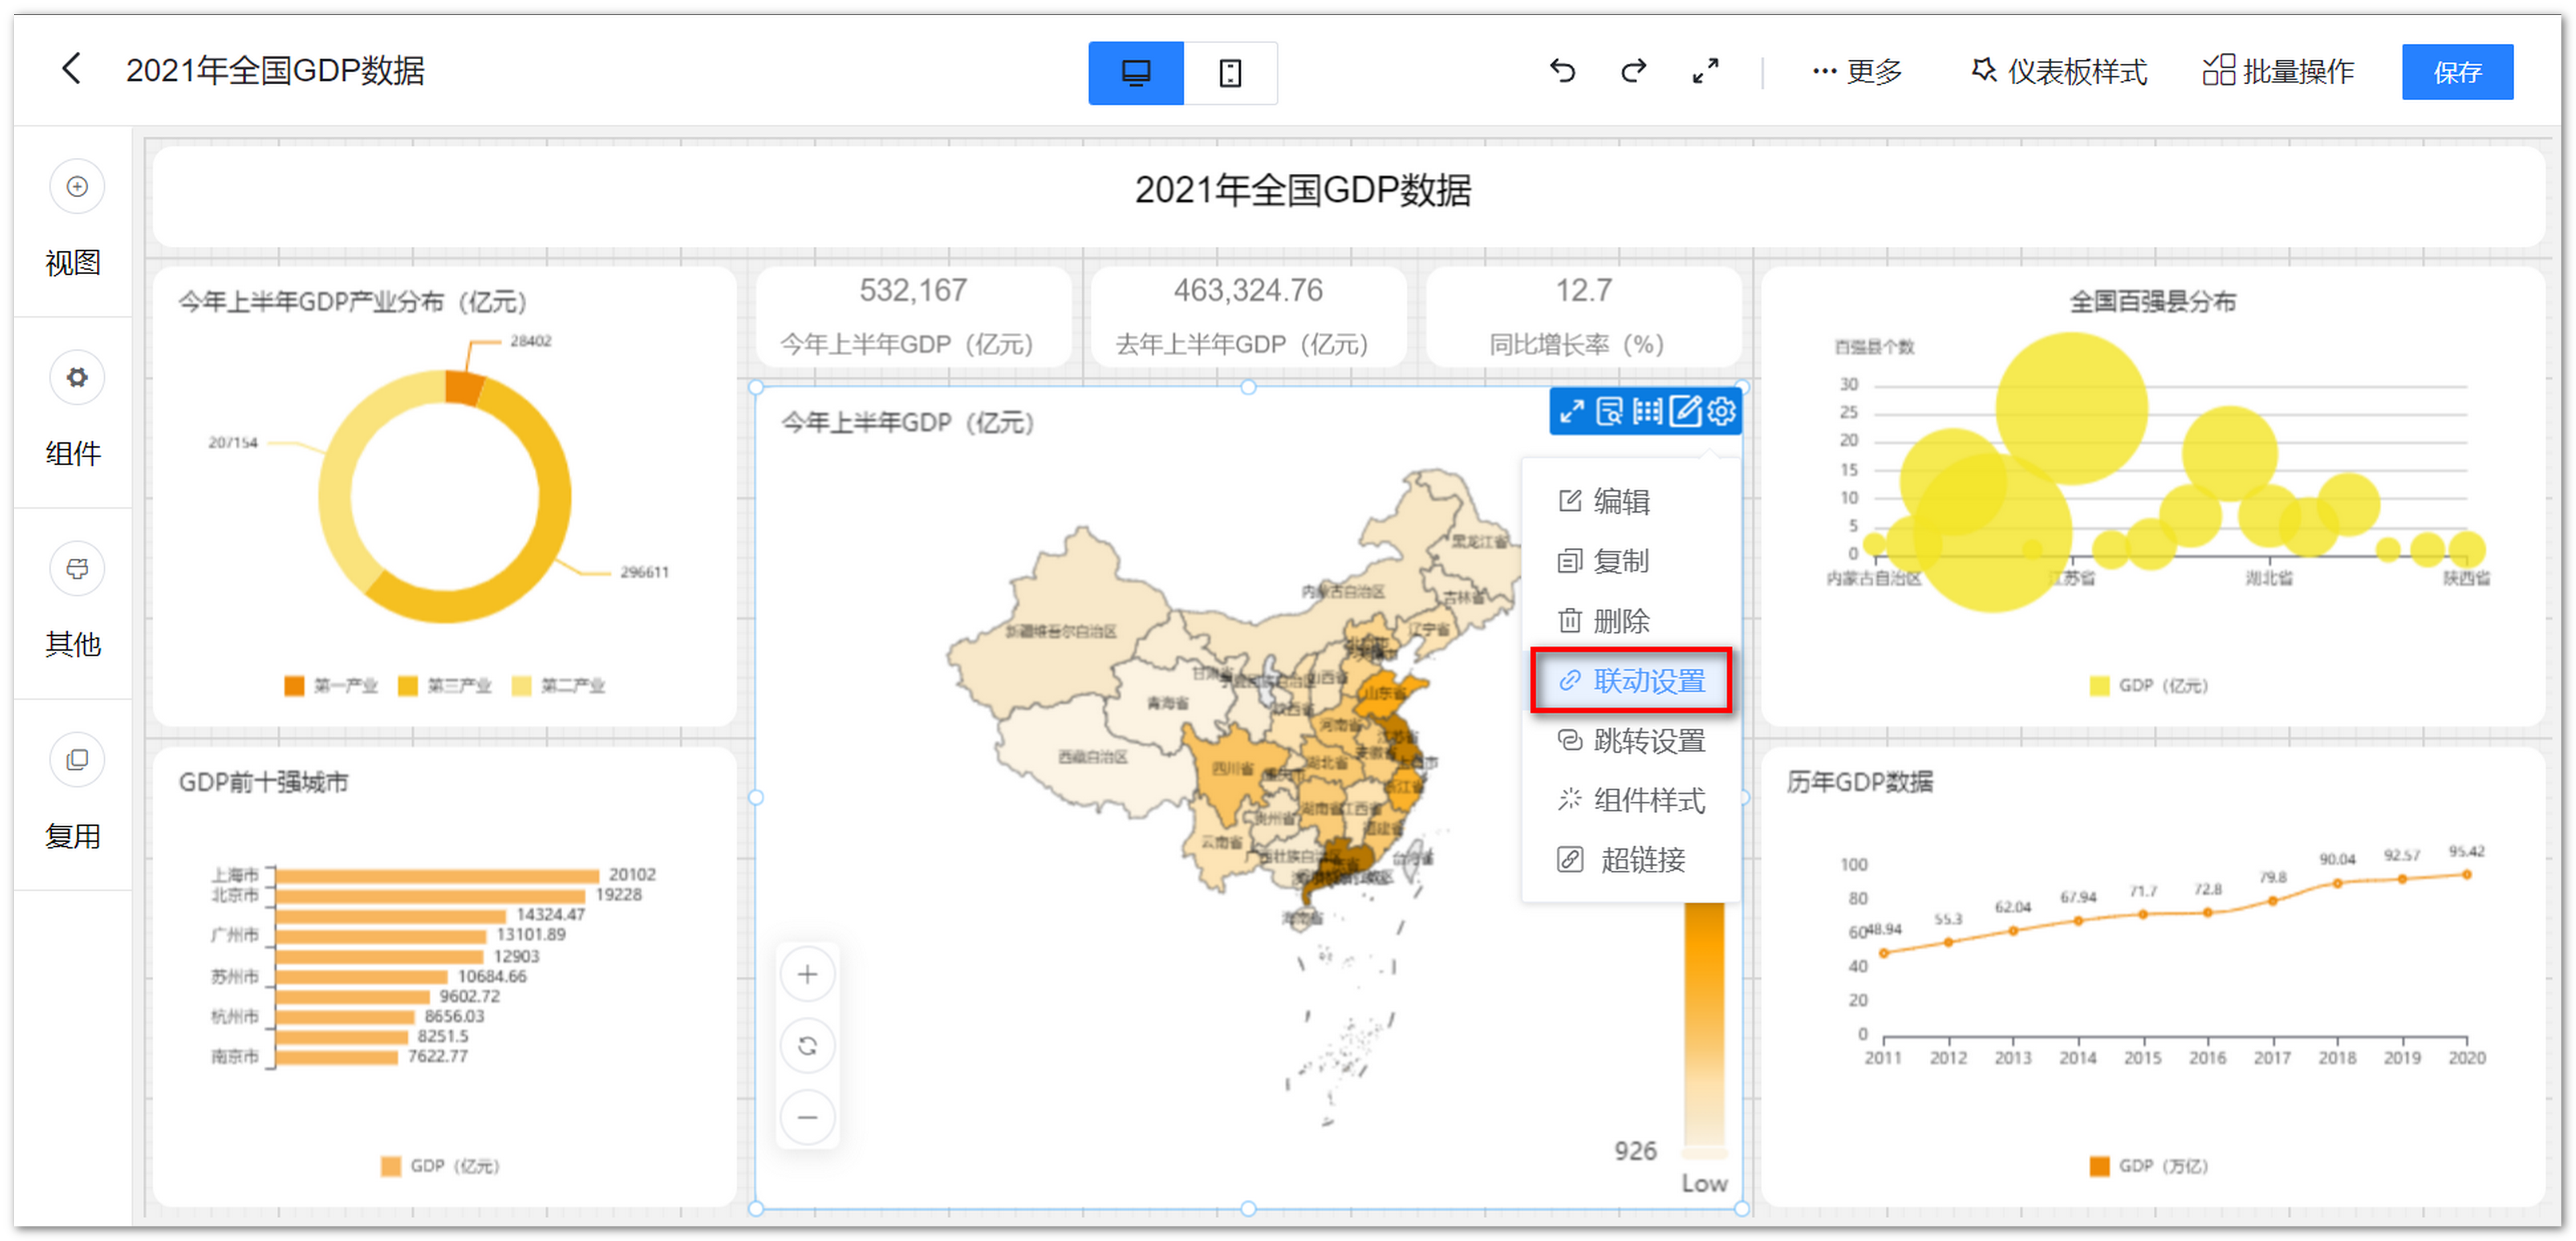 2021年全国GDP数据
更多
仪表板样式
批量操作
保存
视图
组件
其他
复用
2021年全国GDP数据
今年上半年GDP产业分布（亿元）
28402
207154
296611
第一产业
第三产业
第二产业
532,167
今年上半年GDP（亿元）
463,324.76
去年上半年GDP（亿元）
12.7
同比增长率（%）
全国百强县分布
百强县个数
30
25
20
15
10
5
0
内蒙古自治区
江苏省
湖北省
陕西省
GDP（亿元）
今年上半年GDP（亿元）
编辑
复制
删除
联动设置
跳转设置
组件样式
超链接
黑龙江省
内蒙古自治区
吉林省
辽宁省
新疆维吾尔自治区
山西省
山东省
青海省
陕西省
河南省
江苏省
西藏自治区
四川省
湖北省
安徽省
浙江省
湖南省
江西省
贵州省
福建省
云南省
广西壮族自治区
台湾省
海南省
926
Low
GDP前十强城市
上海市
20102
北京市
19228
14324.47
广州市
13101.89
12903
苏州市
10684.66
9602.72
杭州市
8656.03
8251.5
南京市
7622.77
GDP（亿元）
历年GDP数据
100
80
60
40
20
0
48.94
55.3
62.04
67.94
71.7
72.8
79.8
90.04
92.57
95.42
2011
2012
2013
2014
2015
2016
2017
2018
2019
2020
GDP（万亿）